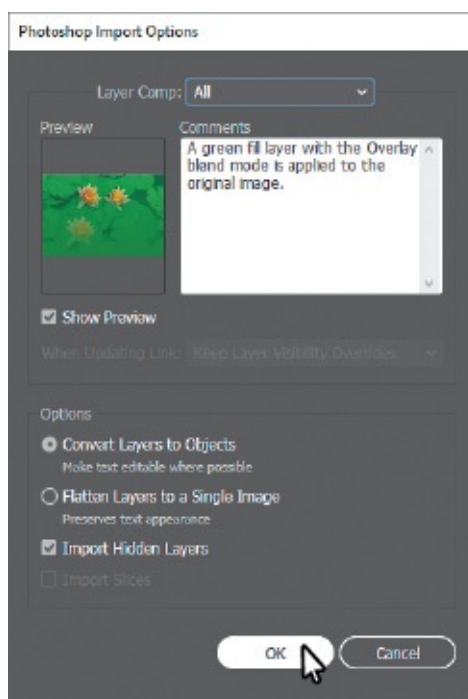 Photoshop Import Options
Layer Comp: All
Preview
Comments
A green fill layer with the Overlay
blend mode is applied to the
original image.
Show Preview
When Updating Link: Keep Layer Visibility Overrides
Options
Convert Layers to Objects
Make text editable where possible
Flatten Layers to a Single Image
Preserves text appearance
Import Hidden Layers
Import Slices
OK
Cancel